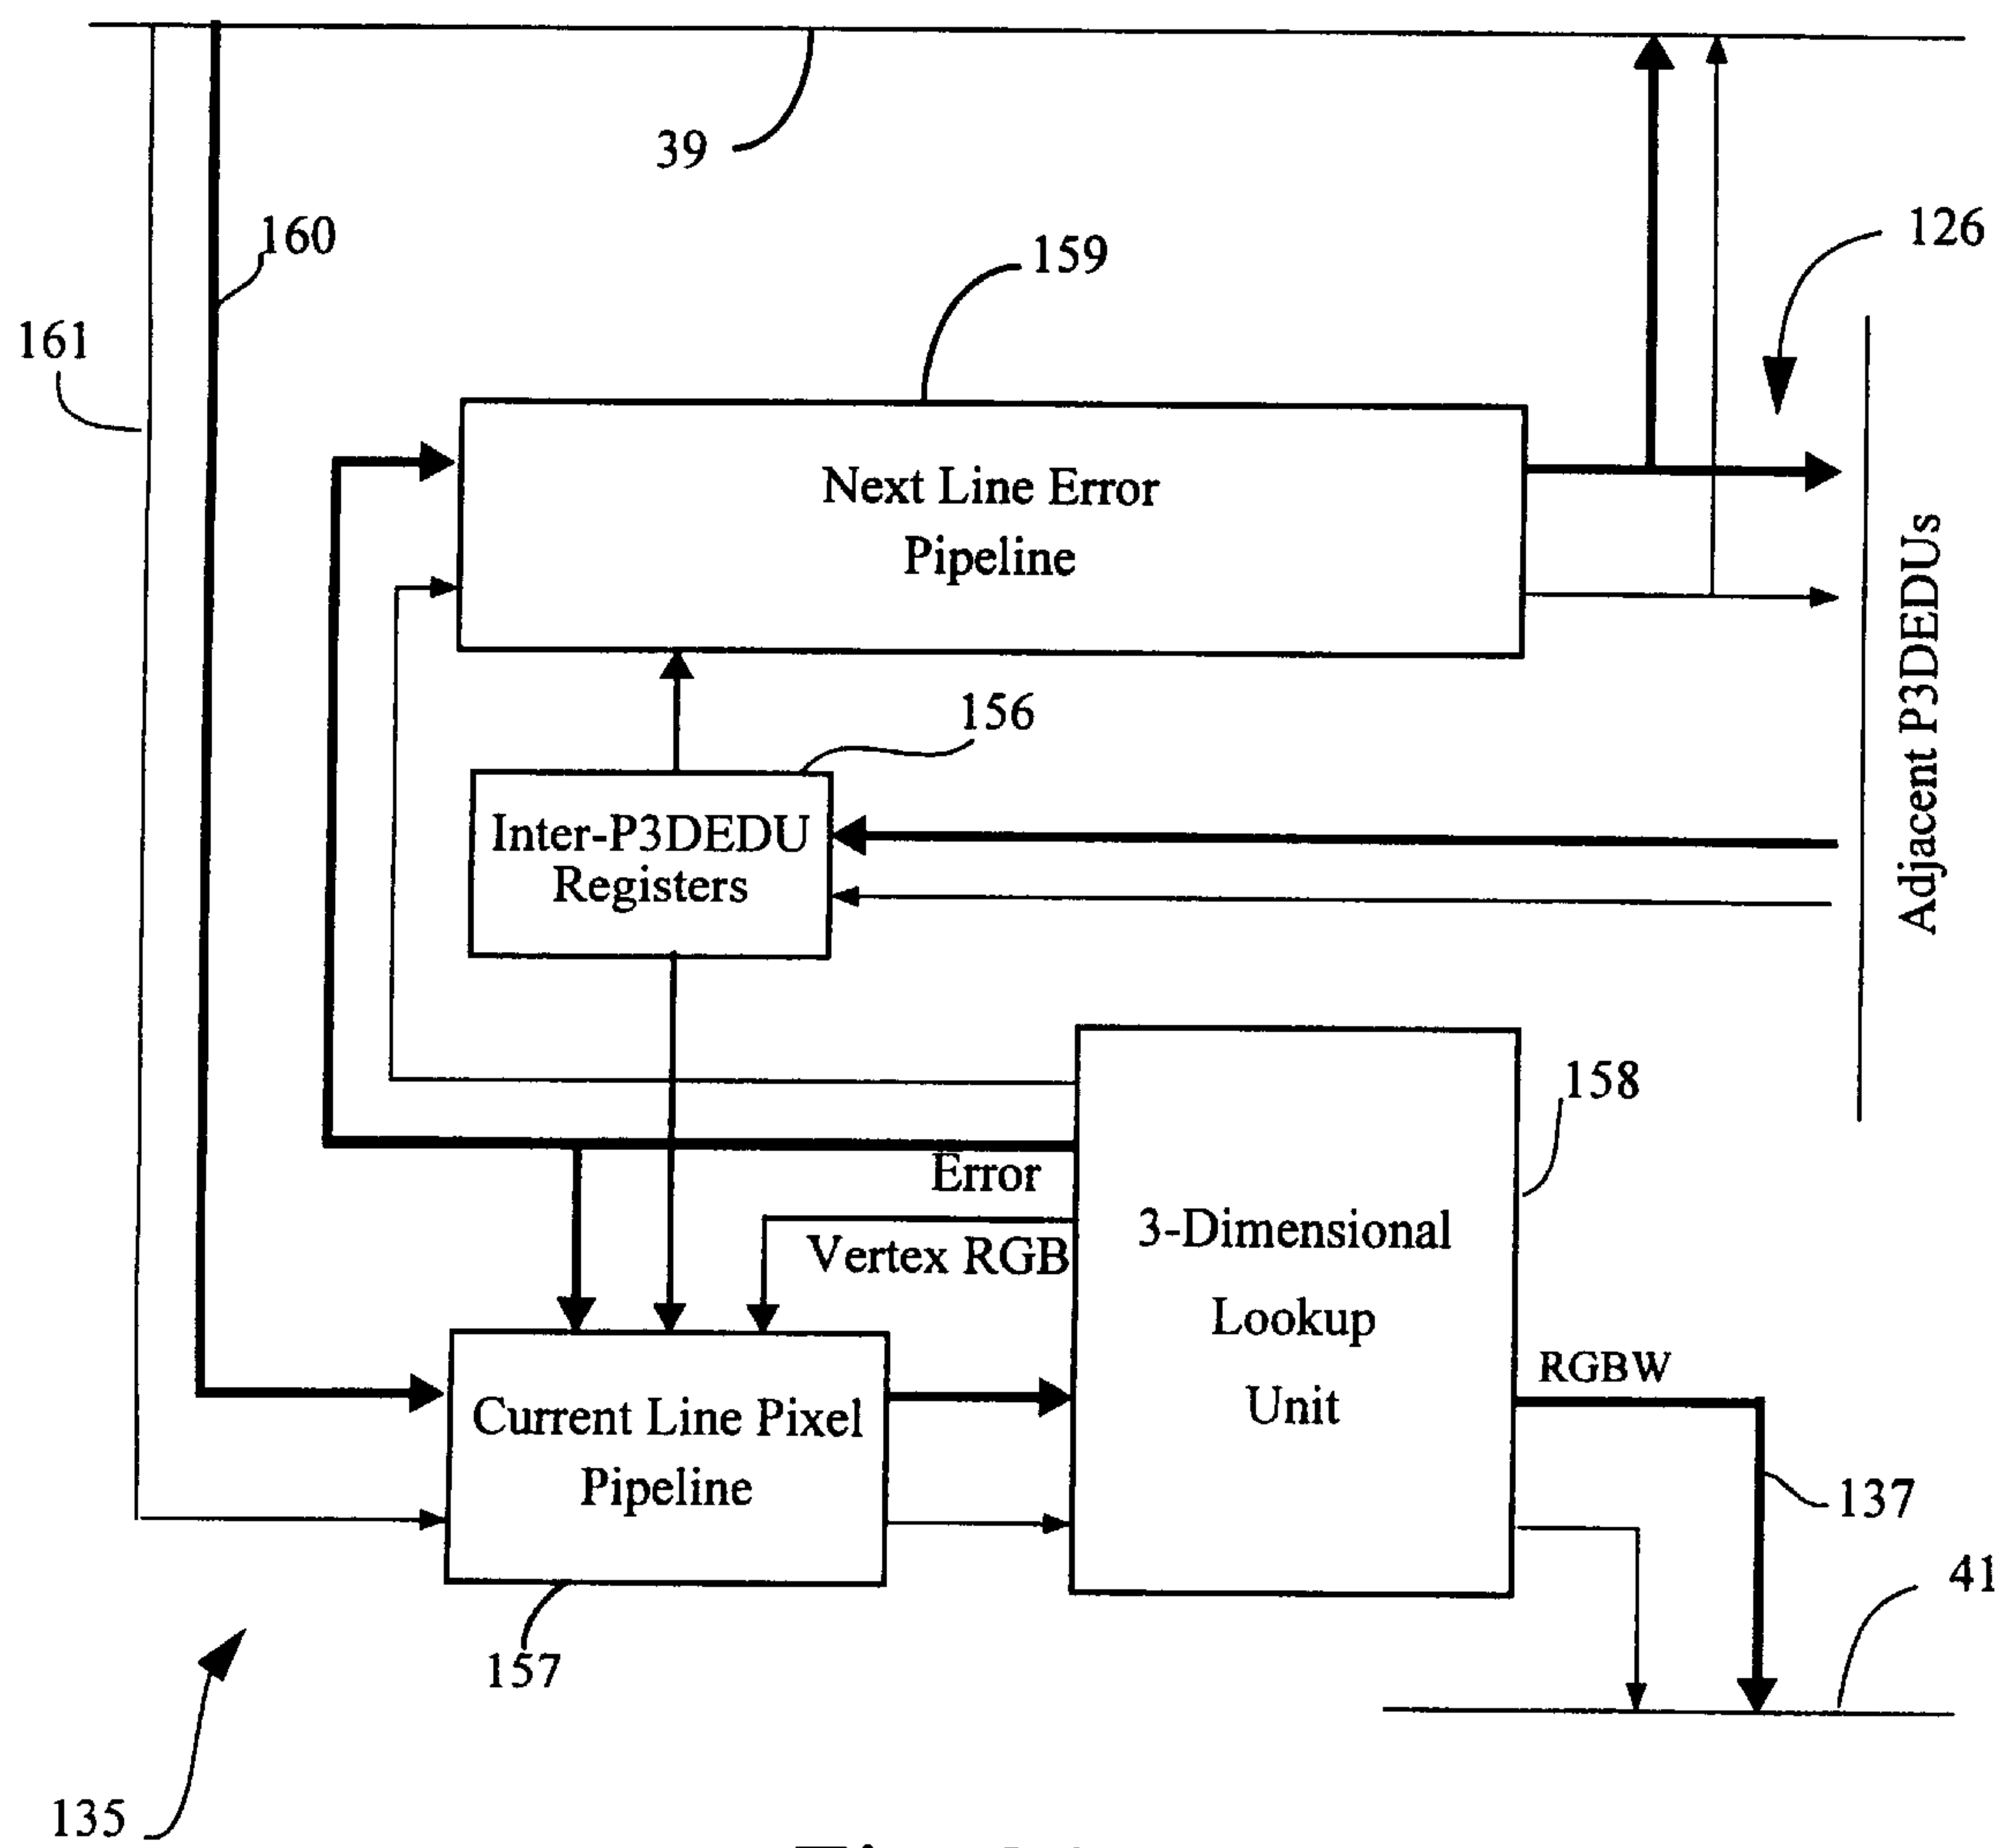 39
160
159
126
161
Next Line Error
Pipeline
156
Inter-P3DEDU
Registers
Adjacent P3DEDUs
158
Error
3-Dimensional
Lookup
Unit
Vertex RGB
RGBW
Current Line Pixel
Pipeline
137
41
157
135